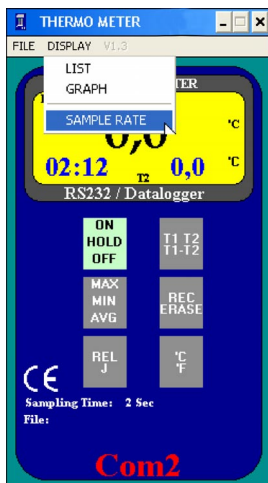 THERMO METER
FILE DISPLAY V1.3
LIST
GRAPH
SAMPLE RATE
TER
0,0 °C
02:12 T2 0,0 °C
RS232 / Datalogger
ON
HOLD
OFF
T1 T2
T1-T2
MAX
MIN
AVG
REC
ERASE
REL
J
°C
°F
CE
Sampling Time: 2 Sec
File:
Com2